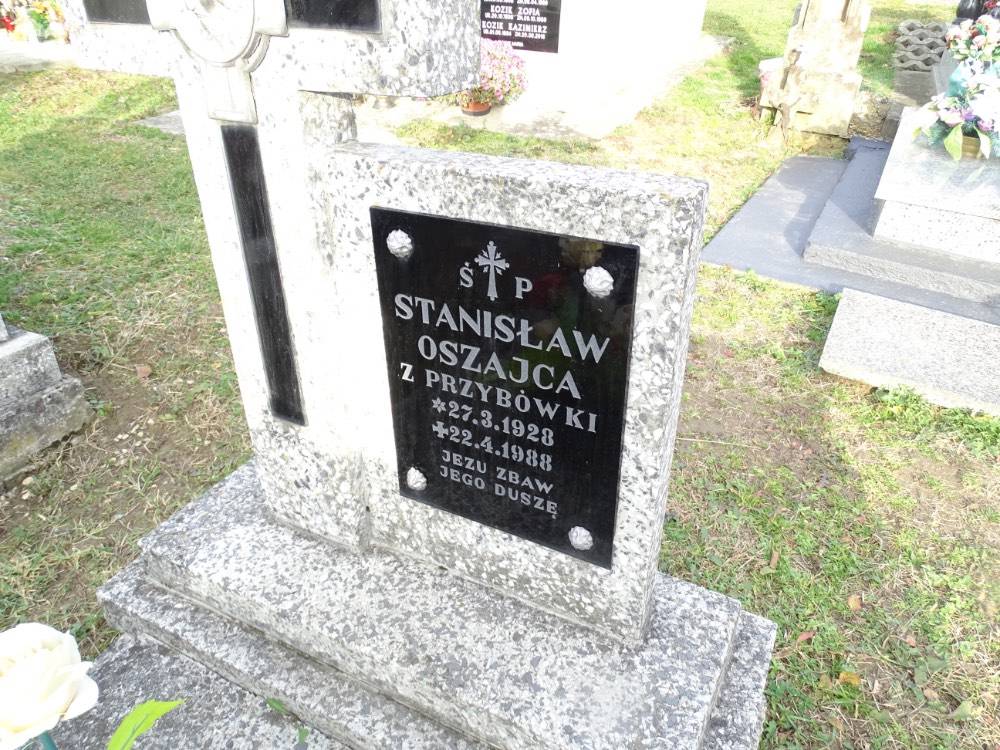 KOZIK ZOFIA
KOZIK KAZIMIERZ
Ś P
STANISŁAW
OSZAJCA
Z PRZYBÓWKI
*27.3.1928
✝22.4.1988
JEZU ZBAW
JEGO DUSZĘ